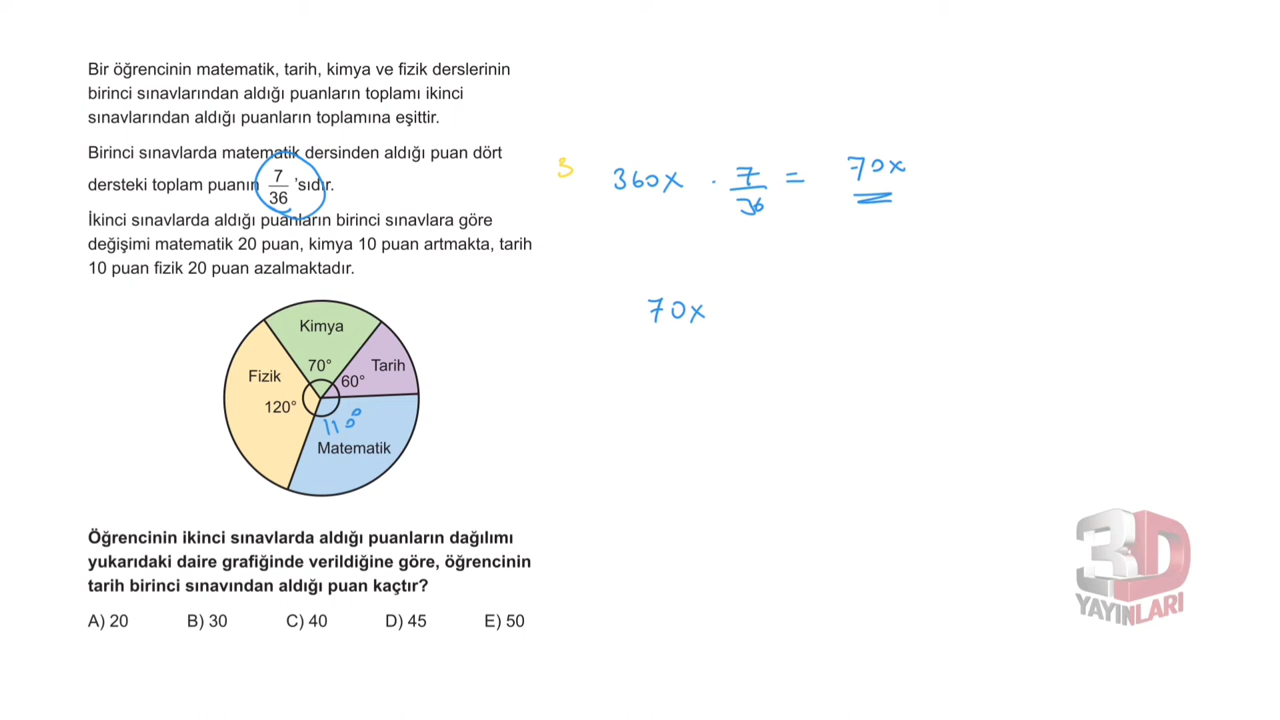 Bir öğrencinin matematik, tarih, kimya ve fizik derslerinin
birinci sınavlarından aldığı puanların toplamı ikinci
sınavlarından aldığı puanların toplamına eşittir.
Birinci sınavlarda matematik dersinden aldığı puan dört
dersteki toplam puanın 7/36 'sıdır.
İkinci sınavlarda aldığı puanların birinci sınavlara göre
değişimi matematik 20 puan, kimya 10 puan artmakta, tarih
10 puan fizik 20 puan azalmaktadır.
Kimya
70°
Tarih
60°
Fizik
120°
110°
Matematik
Öğrencinin ikinci sınavlarda aldığı puanların dağılımı
yukarıdaki daire grafiğinde verildiğine göre, öğrencinin
tarih birinci sınavından aldığı puan kaçtır?
A) 20 B) 30 C) 40 D) 45 E) 50
360x · 7/36 = 70x
70x
3D
YAYINLARI